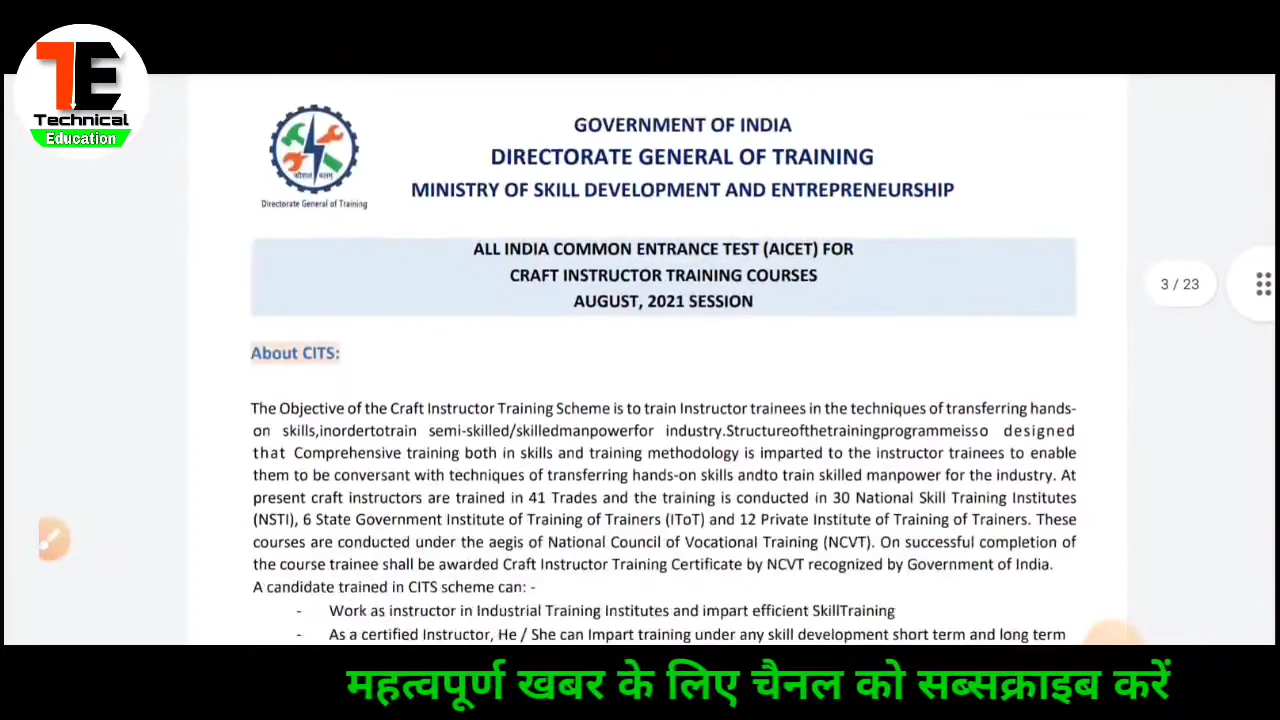 TE
Technical
Education
कौशल बलम्
Directorate General of Training
GOVERNMENT OF INDIA
DIRECTORATE GENERAL OF TRAINING
MINISTRY OF SKILL DEVELOPMENT AND ENTREPRENEURSHIP
ALL INDIA COMMON ENTRANCE TEST (AICET) FOR
CRAFT INSTRUCTOR TRAINING COURSES
AUGUST, 2021 SESSION
3 / 23
About CITS:
The Objective of the Craft Instructor Training Scheme is to train Instructor trainees in the techniques of transferring hands-
on skills,inordertotrain semi-skilled/skilledmanpowerfor industry.Structureofthetrainingprogrammeisso designed
that Comprehensive training both in skills and training methodology is imparted to the instructor trainees to enable
them to be conversant with techniques of transferring hands-on skills andto train skilled manpower for the industry. At
present craft instructors are trained in 41 Trades and the training is conducted in 30 National Skill Training Institutes
(NSTI), 6 State Government Institute of Training of Trainers (IToT) and 12 Private Institute of Training of Trainers. These
courses are conducted under the aegis of National Council of Vocational Training (NCVT). On successful completion of
the course trainee shall be awarded Craft Instructor Training Certificate by NCVT recognized by Government of India.
A candidate trained in CITS scheme can: -
- Work as instructor in Industrial Training Institutes and impart efficient SkillTraining
- As a certified Instructor, He / She can Impart training under any skill development short term and long term
महत्वपूर्ण खबर के लिए चैनल को सब्सक्राइब करें